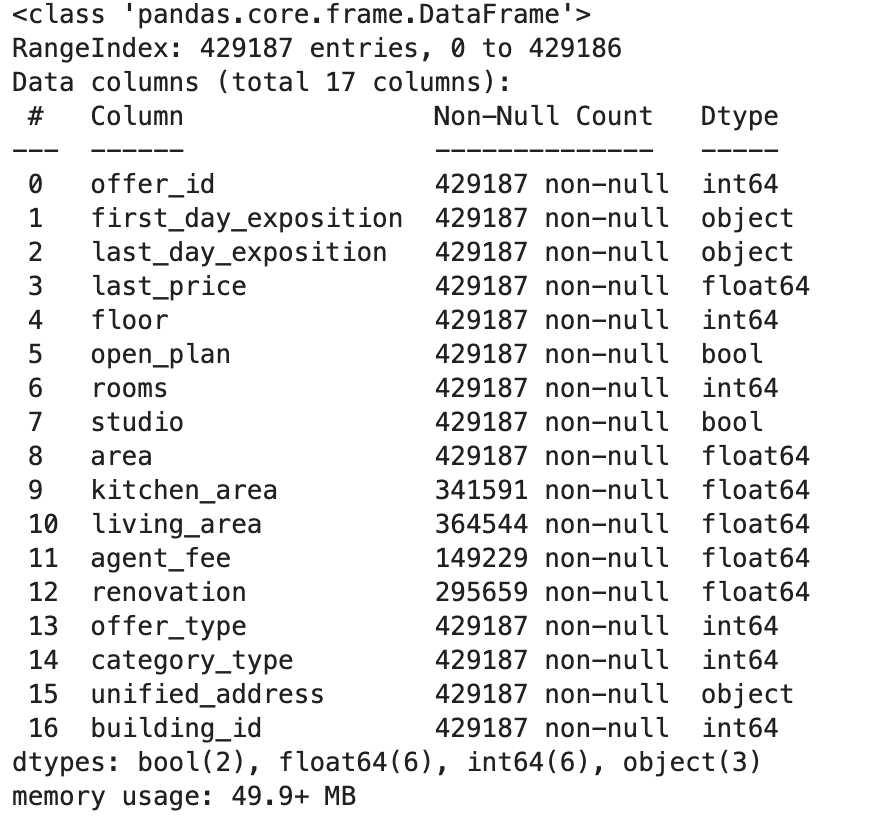 <class 'pandas.core.frame.DataFrame'>
RangeIndex: 429187 entries, 0 to 429186
Data columns (total 17 columns):
 #   Column                Non-Null Count   Dtype
---  ------                --------------   -----
 0   offer_id              429187 non-null  int64
 1   first_day_exposition  429187 non-null  object
 2   last_day_exposition   429187 non-null  object
 3   last_price            429187 non-null  float64
 4   floor                 429187 non-null  int64
 5   open_plan             429187 non-null  bool
 6   rooms                 429187 non-null  int64
 7   studio                429187 non-null  bool
 8   area                  429187 non-null  float64
 9   kitchen_area          341591 non-null  float64
 10  living_area           364544 non-null  float64
 11  agent_fee             149229 non-null  float64
 12  renovation            295659 non-null  float64
 13  offer_type            429187 non-null  int64
 14  category_type         429187 non-null  int64
 15  unified_address       429187 non-null  object
 16  building_id           429187 non-null  int64
dtypes: bool(2), float64(6), int64(6), object(3)
memory usage: 49.9+ MB